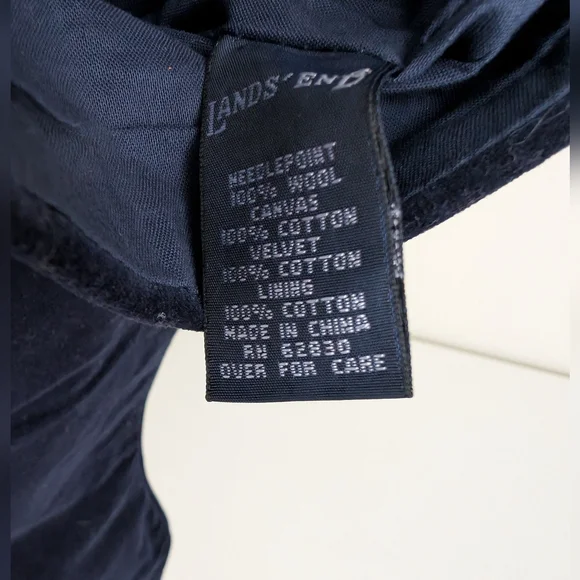 LANDS' END
NEEDLEPOINT
100% WOOL
CANVAS
100% COTTON
VELVET
100% COTTON
LINING
100% COTTON
MADE IN CHINA
RN 62830
OVER FOR CARE